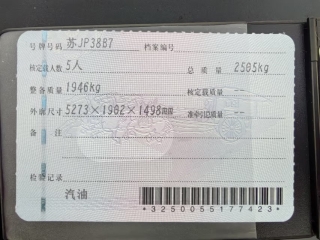 号牌号码 苏JP38B7 档案编号
核定载人数 5人 总质量 2505kg
整备质量 1946kg 核定载质量 --
外廓尺寸 5273×1982×1498mm 准牵引总质量 --
备注
检验记录
汽油
*3250055177423*